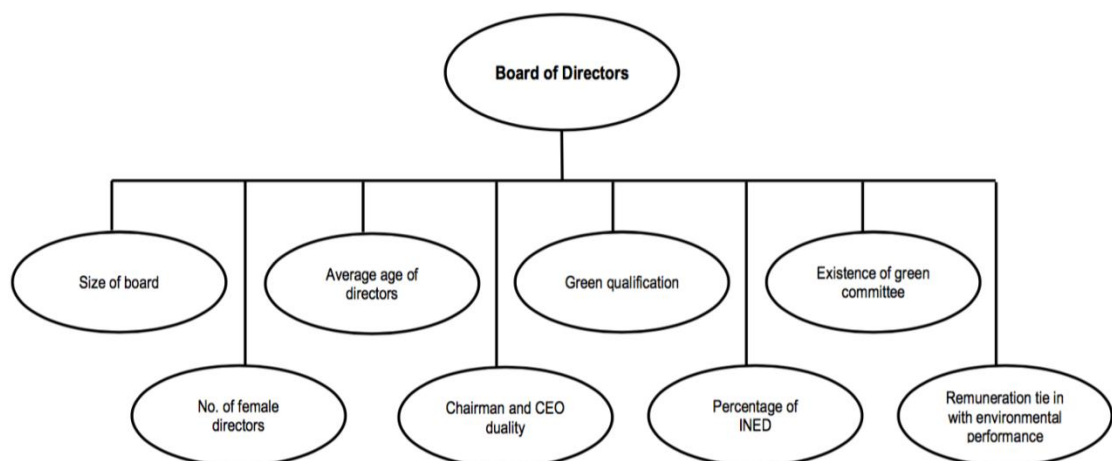 Board of Directors
Size of board
Average age of
directors
Green qualification
Existence of green
committee
No. of female
directors
Chairman and CEO
duality
Percentage of
INED
Remuneration tie in
with environmental
performance